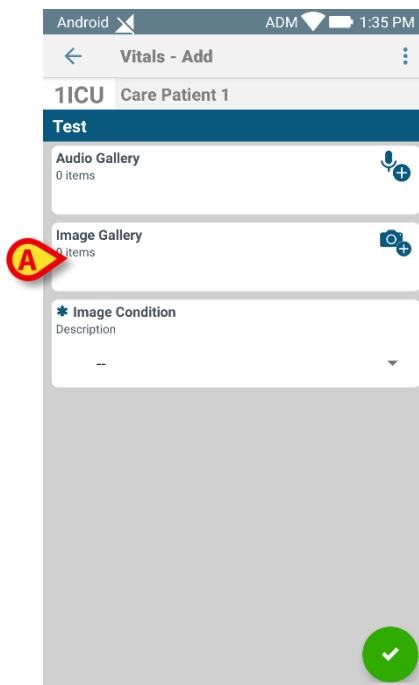 Android ADM 1:35 PM
Vitals - Add
1ICU Care Patient 1
Test
Audio Gallery
0 items
Image Gallery
items
A
✱ Image Condition
Description
--